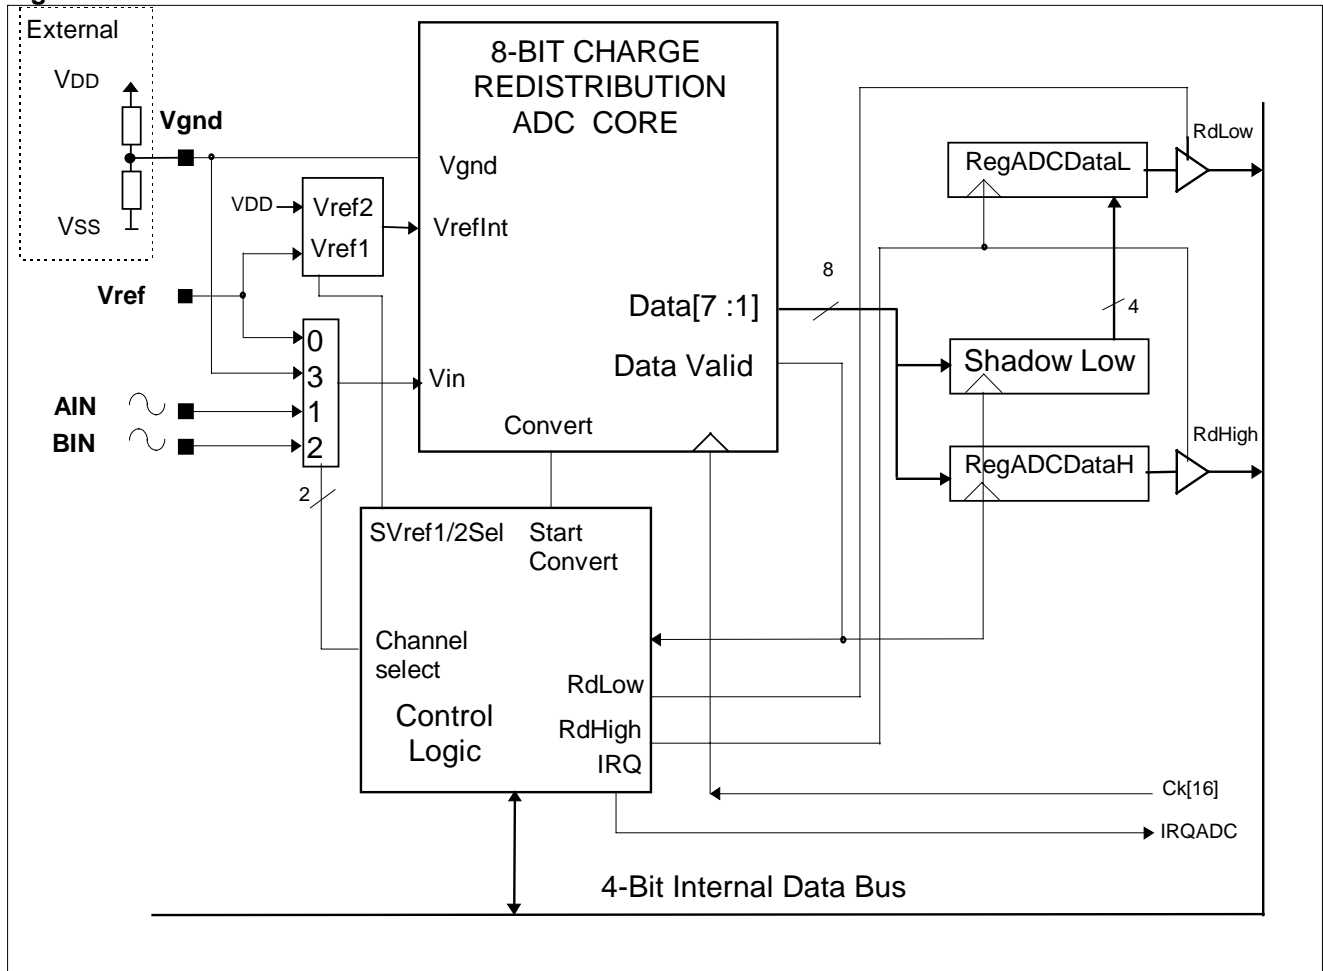 External
VDD
Vgnd
VSS
8-BIT CHARGE
REDISTRIBUTION
ADC CORE
Vgnd
VDD
Vref2
Vref1
VrefInt
Vref
0
3
1
2
AIN
BIN
Vin
Data[7 :1]
Data Valid
Convert
8
RegADCDataL
RdLow
4
Shadow Low
RegADCDataH
RdHigh
2
SVref1/2Sel
Start
Convert
Channel
select
RdLow
Control
Logic
RdHigh
IRQ
Ck[16]
IRQADC
4-Bit Internal Data Bus